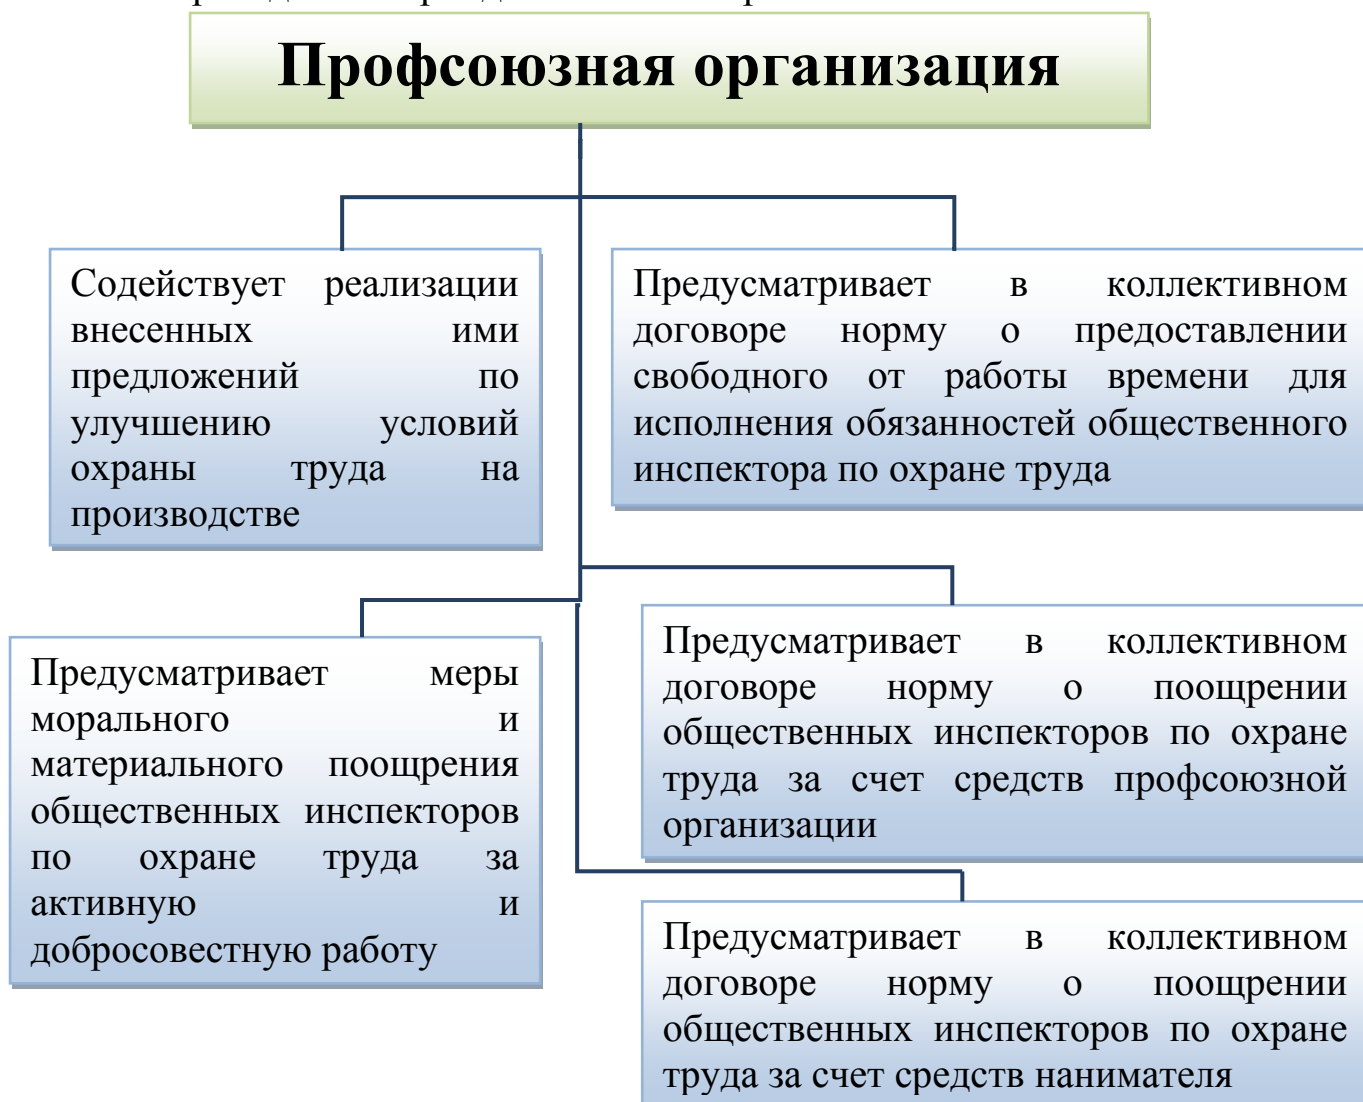 Профсоюзная организация
Содействует реализации
внесенных ими
предложений по
улучшению условий
охраны труда на
производстве
Предусматривает в коллективном
договоре норму о предоставлении
свободного от работы времени для
исполнения обязанностей общественного
инспектора по охране труда
Предусматривает меры
морального и
материального поощрения
общественных инспекторов
по охране труда за
активную и
добросовестную работу
Предусматривает в коллективном
договоре норму о поощрении
общественных инспекторов по охране
труда за счет средств профсоюзной
организации
Предусматривает в коллективном
договоре норму о поощрении
общественных инспекторов по охране
труда за счет средств нанимателя